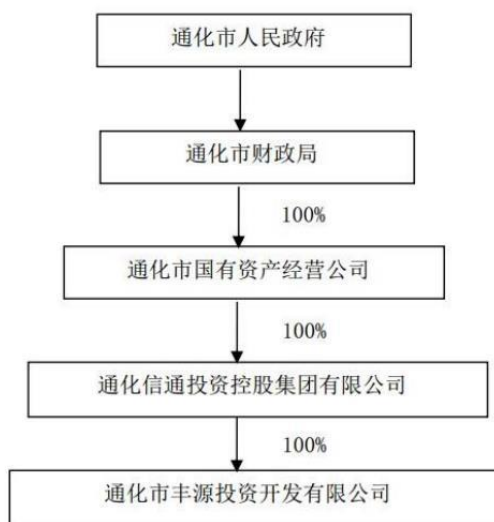 通化市人民政府
通化市财政局
100%
通化市国有资产经营公司
100%
通化信通投资控股集团有限公司
100%
通化市丰源投资开发有限公司